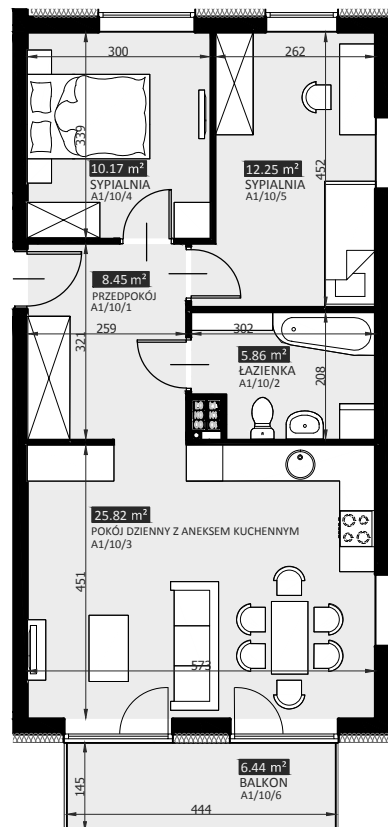 300
262
339
10.17 m²
SYPIALNIA
A1/10/4
12.25 m²
SYPIALNIA
A1/10/5
452
8.45 m²
PRZEDPOKÓJ
A1/10/1
259
321
302
5.86 m²
ŁAZIENKA
A1/10/2
208
25.82 m²
POKÓJ DZIENNY Z ANEKSEM KUCHENNYM
A1/10/3
451
573
6.44 m²
BALKON
A1/10/6
145
444